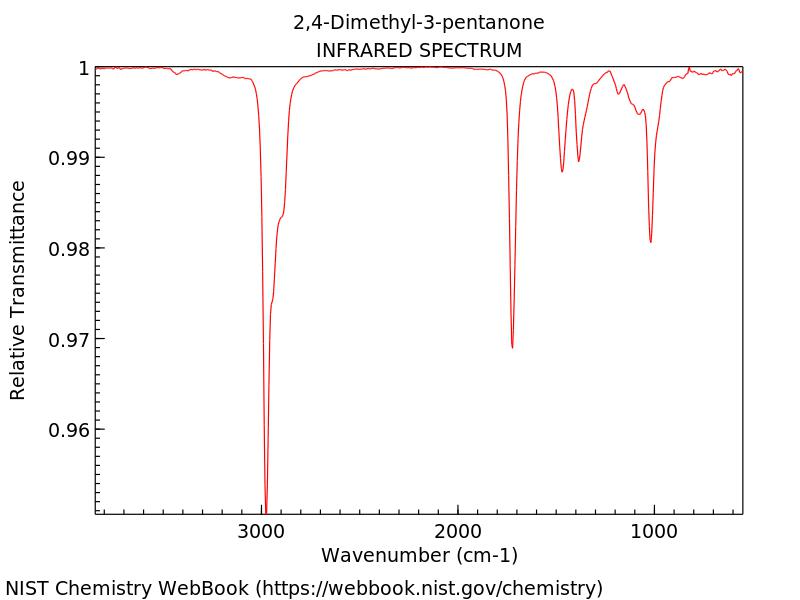 2,4-Dimethyl-3-pentanone
INFRARED SPECTRUM
1
0.99
0.98
0.97
0.96
Relative Transmittance
3000 2000 1000
Wavenumber (cm-1)
NIST Chemistry WebBook (https://webbook.nist.gov/chemistry)